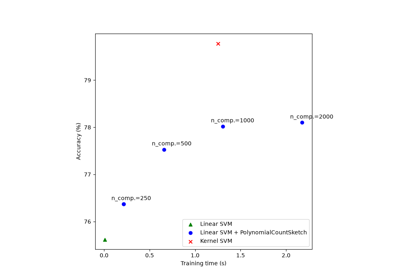 79
78
77
76
Accuracy (%)
n_comp.=2000
n_comp.=1000
n_comp.=500
n_comp.=250
Linear SVM
Linear SVM + PolynomialCountSketch
Kernel SVM
0.0 0.5 1.0 1.5 2.0
Training time (s)